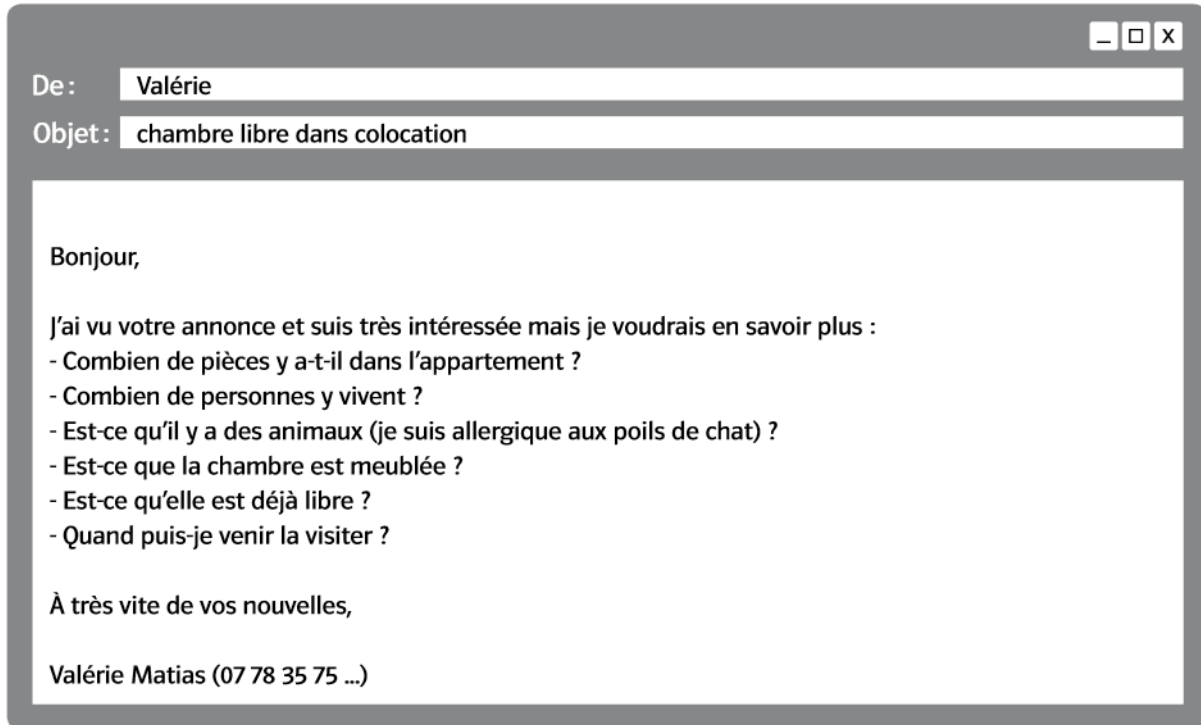 _ □ X
De : Valérie
Objet : chambre libre dans colocation
Bonjour,
J'ai vu votre annonce et suis très intéressée mais je voudrais en savoir plus :
- Combien de pièces y a-t-il dans l'appartement ?
- Combien de personnes y vivent ?
- Est-ce qu'il y a des animaux (je suis allergique aux poils de chat) ?
- Est-ce que la chambre est meublée ?
- Est-ce qu'elle est déjà libre ?
- Quand puis-je venir la visiter ?
À très vite de vos nouvelles,
Valérie Matias (07 78 35 75 ...)